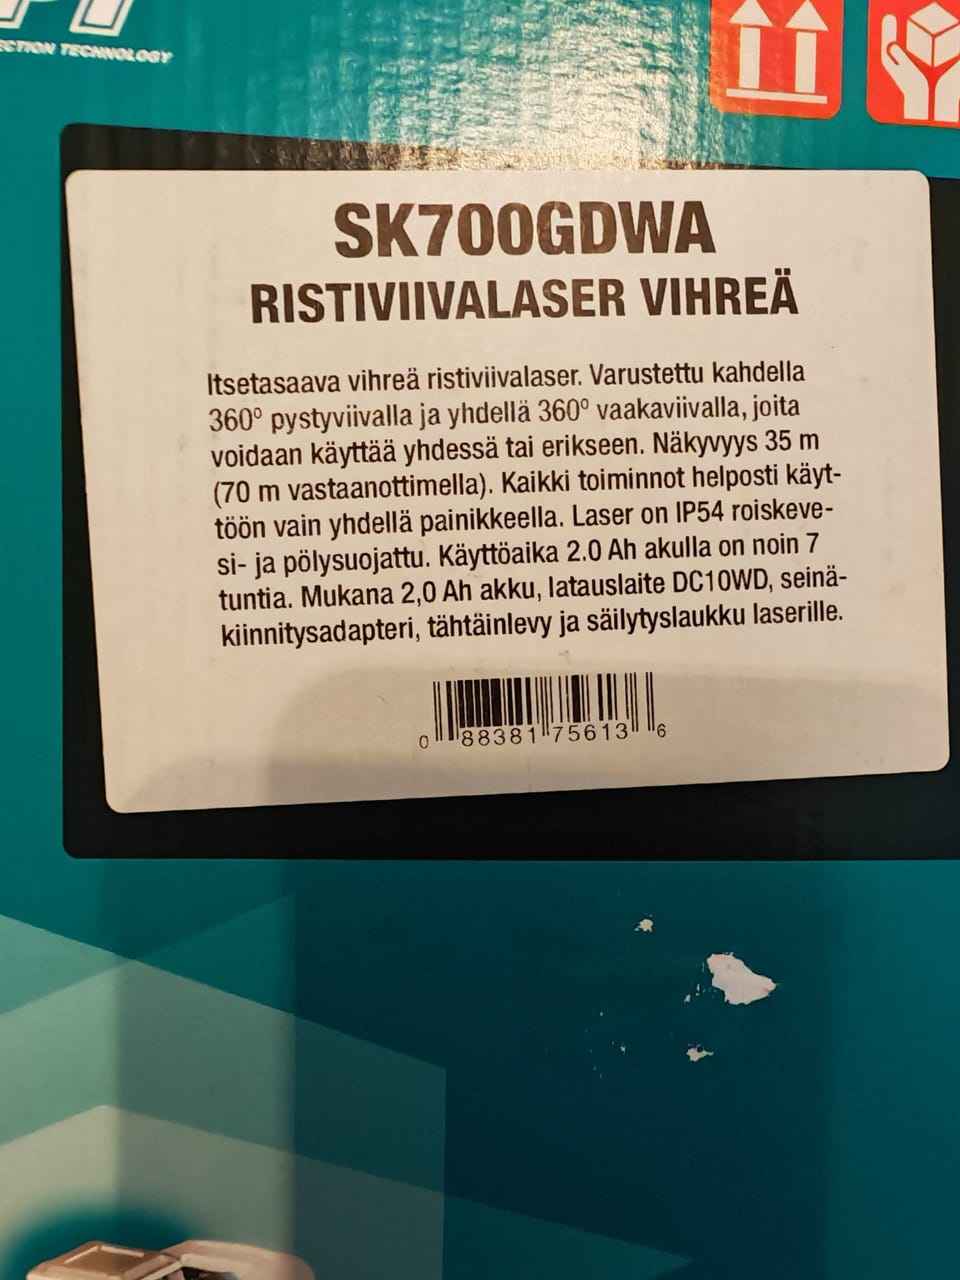 TECHNOLOGY
SK700GDWA
RISTIVIIVALASER VIHREÄ
Itsetasaava vihreä ristiviivalaser. Varustettu kahdella
360º pystyviivalla ja yhdellä 360º vaakaviivalla, joita
voidaan käyttää yhdessä tai erikseen. Näkyvyys 35 m
(70 m vastaanottimella). Kaikki toiminnot helposti käyt-
töön vain yhdellä painikkeella. Laser on IP54 roiskeve-
si- ja pölysuojattu. Käyttöaika 2.0 Ah akulla on noin 7
tuntia. Mukana 2,0 Ah akku, latauslaite DC10WD, seinä-
kiinnitysadapteri, tähtäinlevy ja säilytyslaukku laserille.
0 88381 75613 6